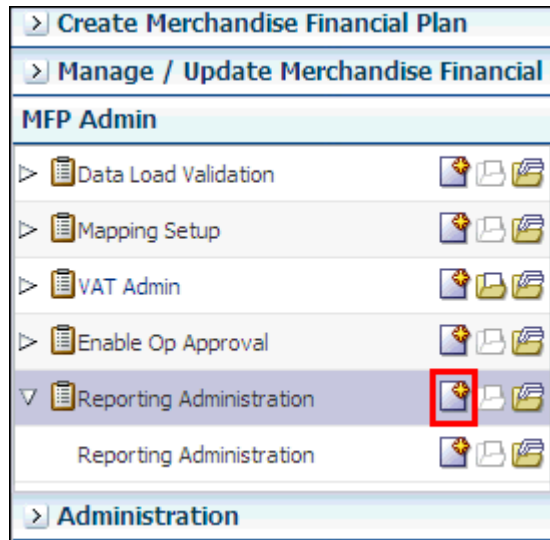 Create Merchandise Financial Plan
Manage / Update Merchandise Financial
MFP Admin
Data Load Validation
Mapping Setup
VAT Admin
Enable Op Approval
Reporting Administration
Reporting Administration
Administration